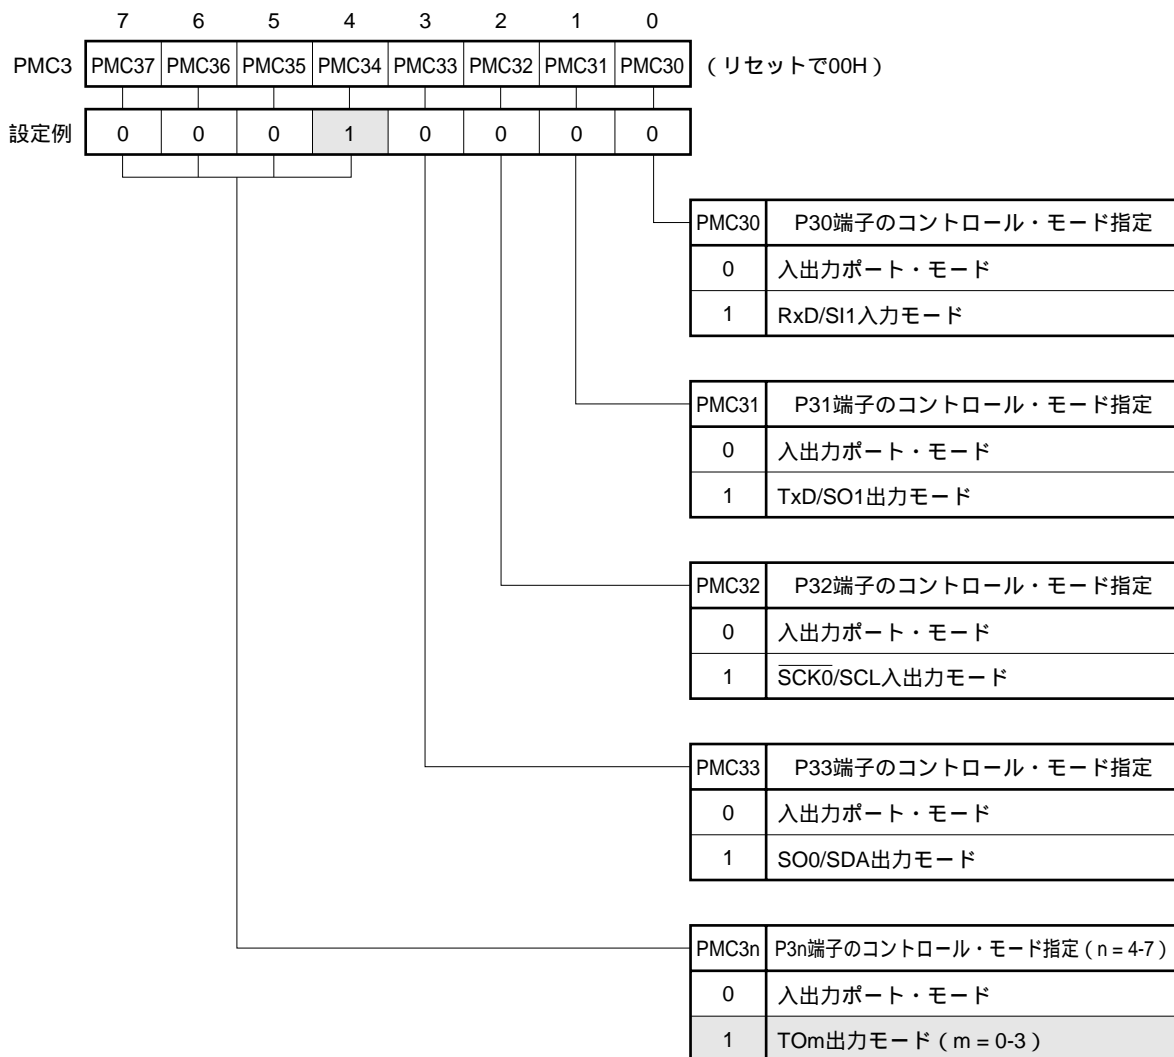 7 6 5 4 3 2 1 0
PMC3 PMC37 PMC36 PMC35 PMC34 PMC33 PMC32 PMC31 PMC30 (リセットで00H)
設定例 0 0 0 1 0 0 0 0
PMC30 P30端子のコントロール・モード指定
0 入出力ポート・モード
1 RxD/SI1入力モード
PMC31 P31端子のコントロール・モード指定
0 入出力ポート・モード
1 TxD/SO1出力モード
PMC32 P32端子のコントロール・モード指定
0 入出力ポート・モード
1 S̅C̅K̅0̅/SCL入出力モード
PMC33 P33端子のコントロール・モード指定
0 入出力ポート・モード
1 SO0/SDA出力モード
PMC3n P3n端子のコントロール・モード指定(n = 4-7)
0 入出力ポート・モード
1 TOm出力モード(m = 0-3)